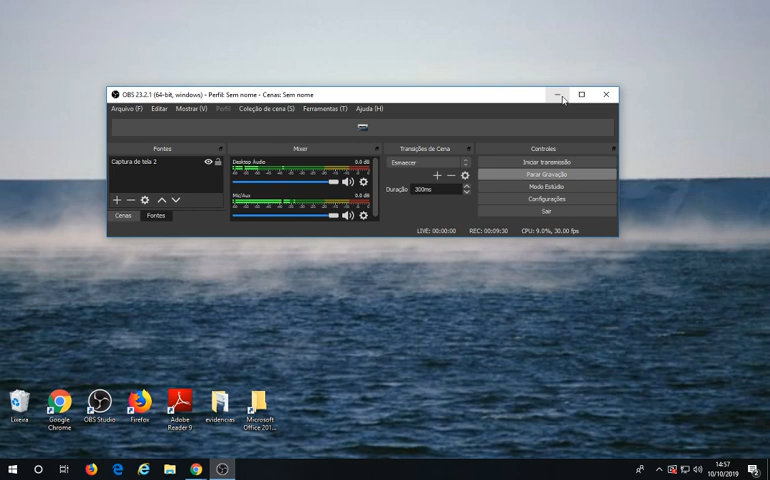 OBS 23.2.1 (64-bit, windows) - Perfil: Sem nome - Cenas: Sem nome
Arquivo (F) Editar Mostrar (V) Perfil Coleção de cena (S) Ferramentas (T) Ajuda (H)
Fontes Mixer Transições de Cena Controles
Captura de tela 2
Desktop Audio 0.0 dB
Mic/Aux 0.0 dB
Esmaecer
Duração 300ms
Iniciar transmissão
Parar Gravação
Modo Estúdio
Configurações
Sair
Cenas Fontes
LIVE: 00:00:00 REC: 00:09:30 CPU: 9.0%, 30.00 fps
Lixeira
Google Chrome
OBS Studio
Firefox
Adobe Reader 9
evidencias
Microsoft Office 201...
14:57
10/10/2019
2